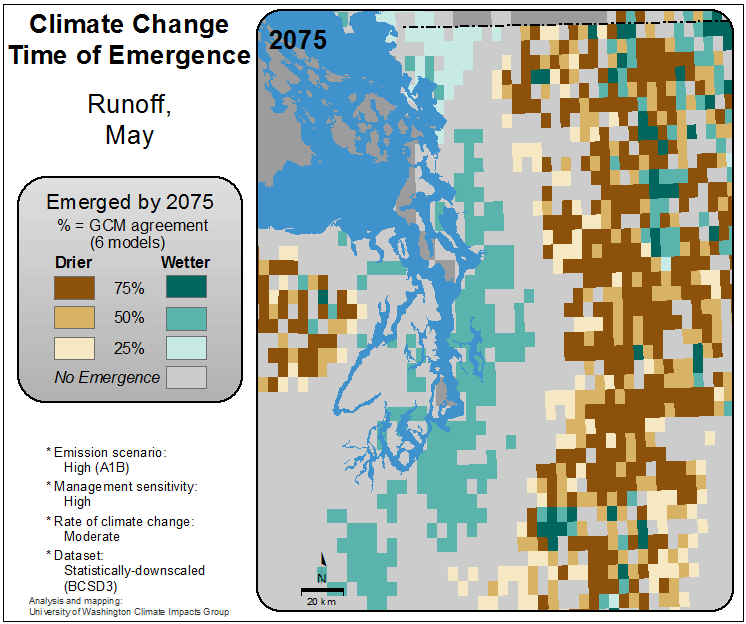 Climate Change
Time of Emergence
Runoff,
May
Emerged by 2075
% = GCM agreement
(6 models)
Drier Wetter
75%
50%
25%
No Emergence
* Emission scenario:
High (A1B)
* Management sensitivity:
High
* Rate of climate change:
Moderate
* Dataset:
Statistically-downscaled
(BCSD3)
Analysis and mapping:
University of Washington Climate Impacts Group
2075
N
20 km